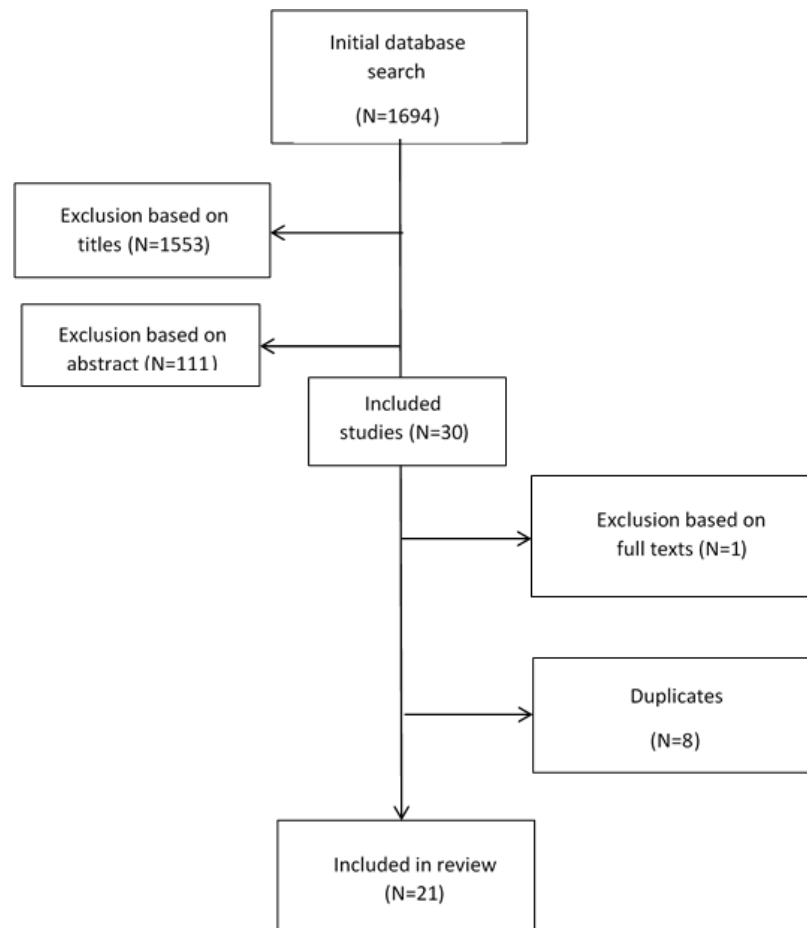 Initial database
search
(N=1694)
Exclusion based on
titles (N=1553)
Exclusion based on
abstract (N=111)
Included
studies (N=30)
Exclusion based on
full texts (N=1)
Duplicates
(N=8)
Included in review
(N=21)